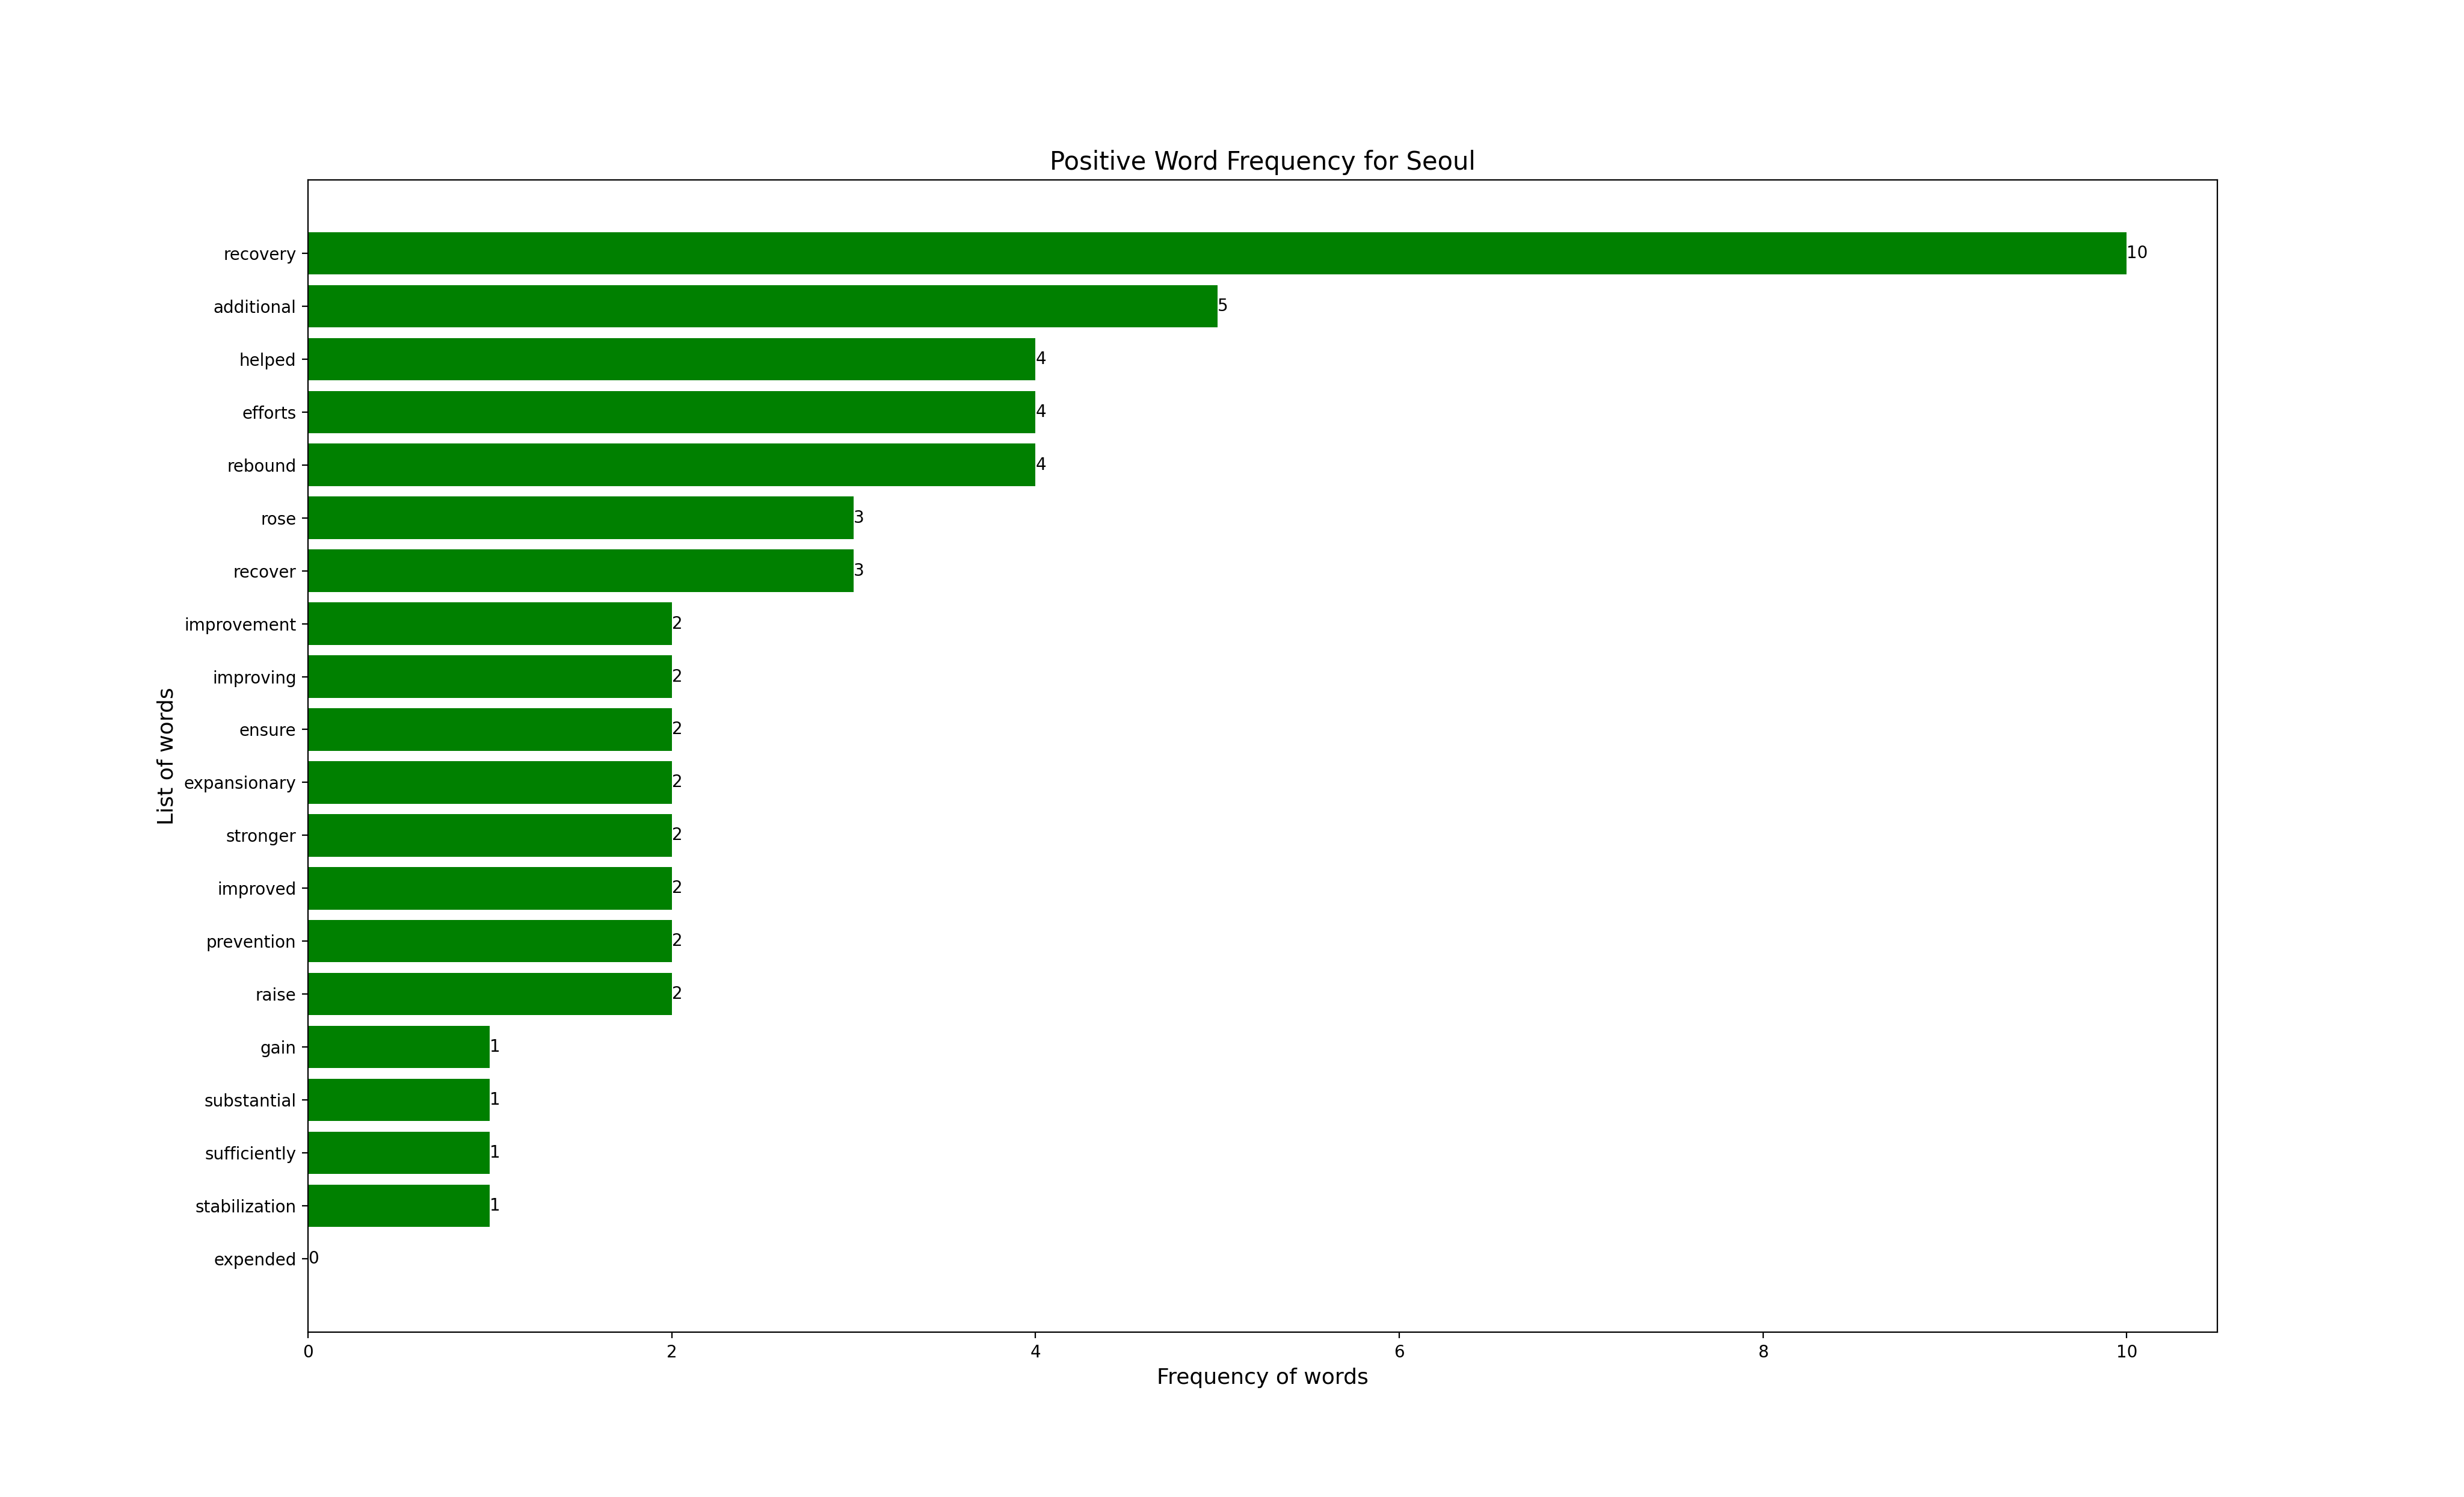 Positive Word Frequency for Seoul
recovery 10
additional 5
helped 4
efforts 4
rebound 4
rose 3
recover 3
improvement 2
improving 2
ensure 2
expansionary 2
stronger 2
improved 2
prevention 2
raise 2
gain 1
substantial 1
sufficiently 1
stabilization 1
expended 0
List of words
0 2 4 6 8 10
Frequency of words